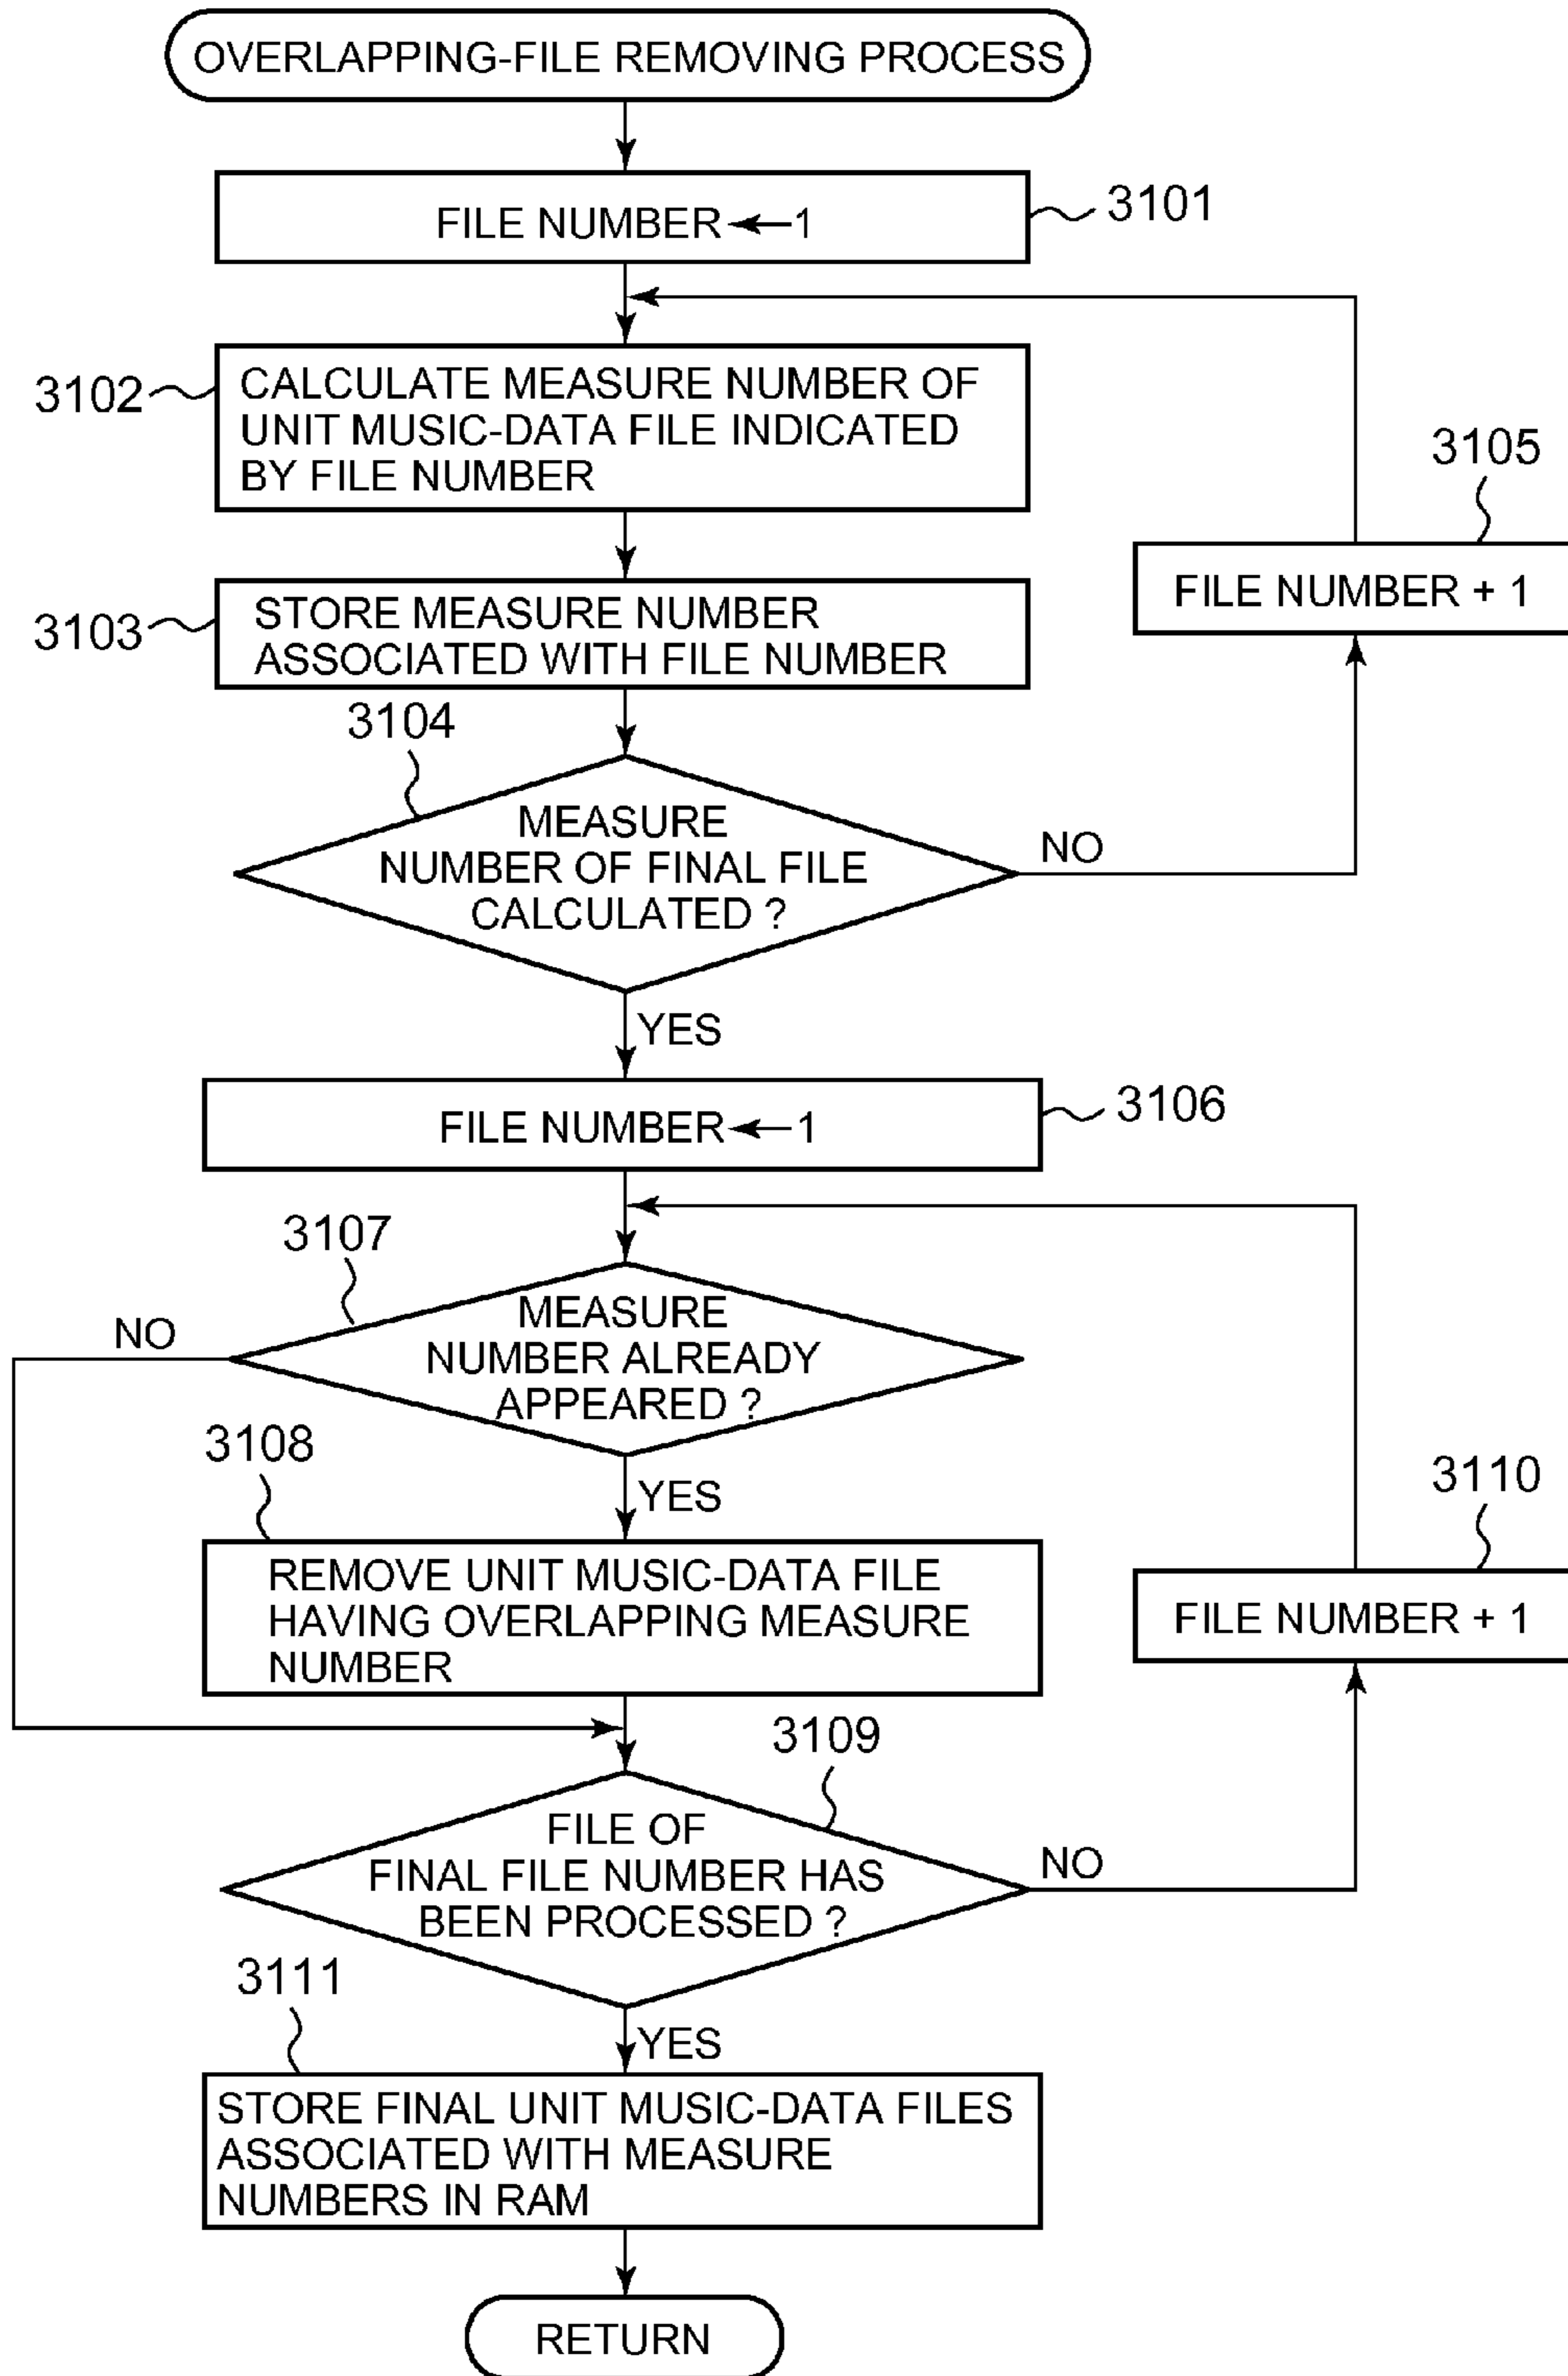 OVERLAPPING-FILE REMOVING PROCESS
FILE NUMBER ← 1
3101
3102
CALCULATE MEASURE NUMBER OF
UNIT MUSIC-DATA FILE INDICATED
BY FILE NUMBER
3105
FILE NUMBER + 1
3103
STORE MEASURE NUMBER
ASSOCIATED WITH FILE NUMBER
3104
MEASURE
NUMBER OF FINAL FILE
CALCULATED ?
NO
YES
FILE NUMBER ← 1
3106
3107
MEASURE
NUMBER ALREADY
APPEARED ?
NO
YES
3108
REMOVE UNIT MUSIC-DATA FILE
HAVING OVERLAPPING MEASURE
NUMBER
3110
FILE NUMBER + 1
3109
FILE OF
FINAL FILE NUMBER HAS
BEEN PROCESSED ?
NO
YES
3111
STORE FINAL UNIT MUSIC-DATA FILES
ASSOCIATED WITH MEASURE
NUMBERS IN RAM
RETURN